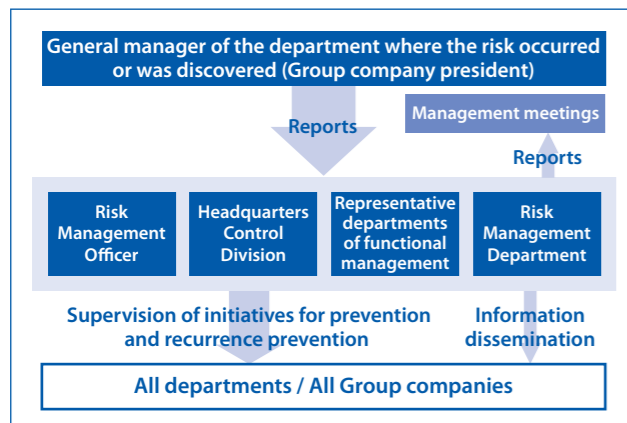 General manager of the department where the risk occurred
or was discovered (Group company president)
Reports
Management meetings
Reports
Risk
Management
Officer
Headquarters
Control
Division
Representative
departments
of functional
management
Risk
Management
Department
Supervision of initiatives for prevention
and recurrence prevention
Information
dissemination
All departments / All Group companies